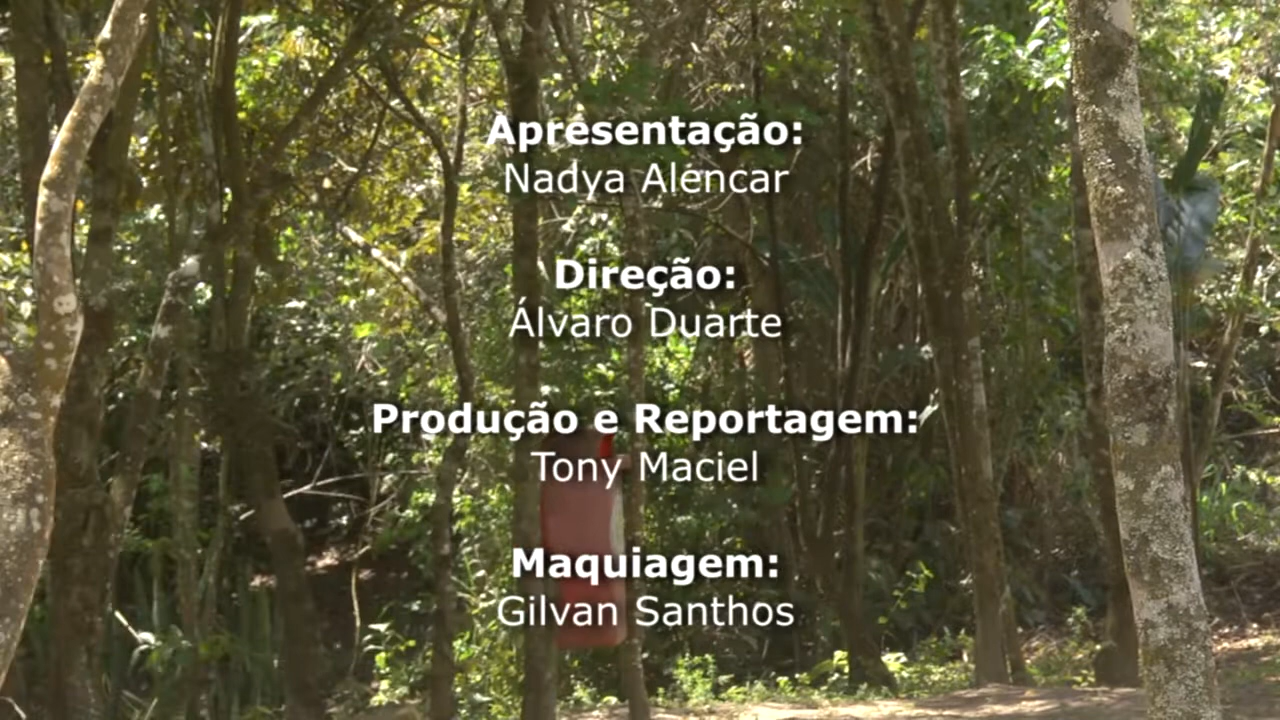 Apresentação:
Nadya Alencar
Direção:
Álvaro Duarte
Produção e Reportagem:
Tony Maciel
Maquiagem:
Gilvan Santhos